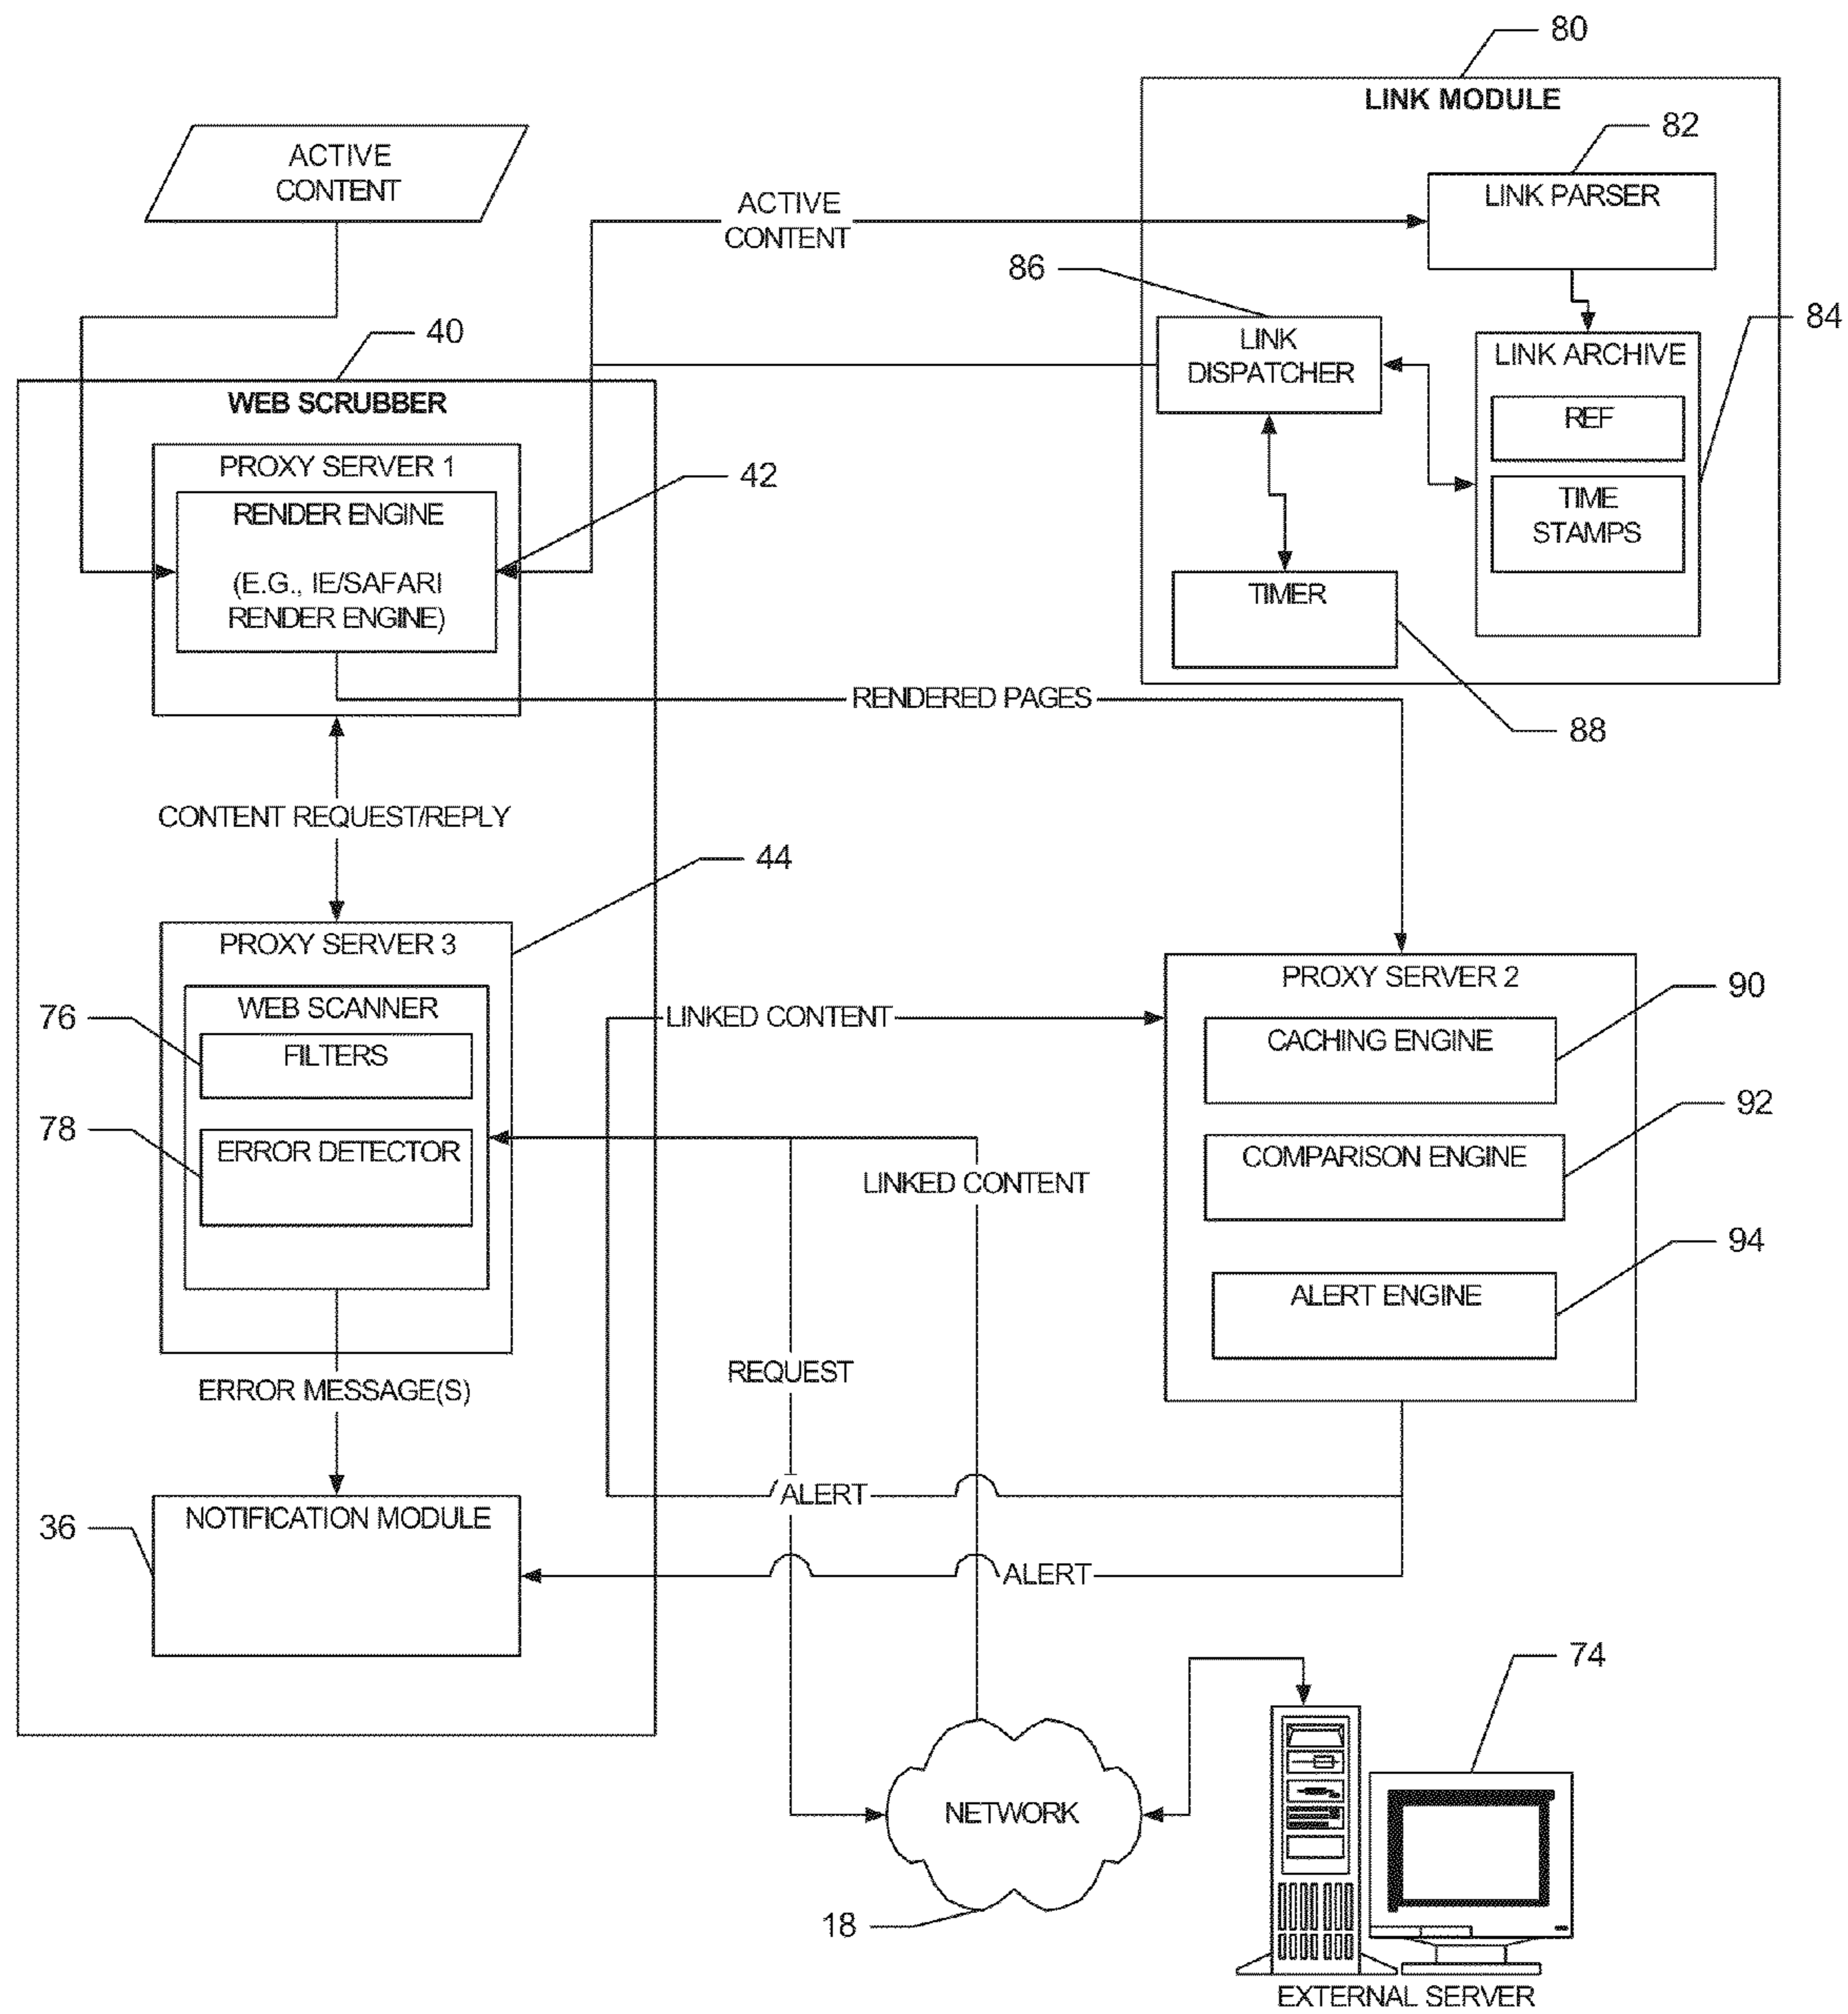 80
LINK MODULE
82
LINK PARSER
ACTIVE
CONTENT
ACTIVE
CONTENT
86
LINK
DISPATCHER
84
LINK ARCHIVE
REF
TIME
STAMPS
TIMER
88
40
WEB SCRUBBER
PROXY SERVER 1
42
RENDER ENGINE
(E.G., IE/SAFARI
RENDER ENGINE)
RENDERED PAGES
CONTENT REQUEST/REPLY
44
PROXY SERVER 3
WEB SCANNER
76
FILTERS
78
ERROR DETECTOR
LINKED CONTENT
PROXY SERVER 2
90
CACHING ENGINE
92
COMPARISON ENGINE
94
ALERT ENGINE
LINKED CONTENT
REQUEST
ERROR MESSAGE(S)
ALERT
36
NOTIFICATION MODULE
ALERT
74
NETWORK
18
EXTERNAL SERVER